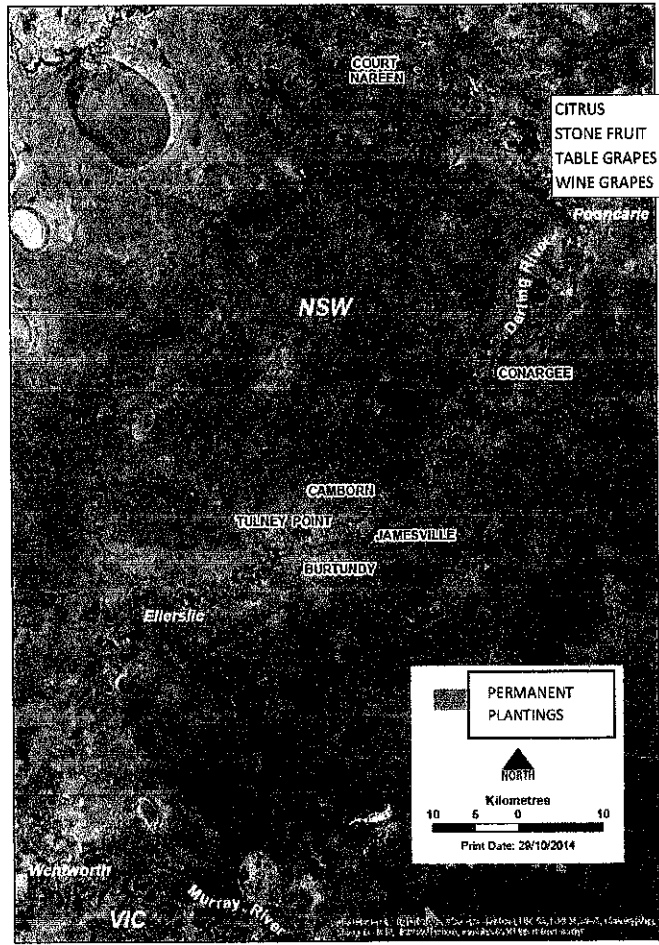 COURT
NAREEN
CITRUS
STONE FRUIT
TABLE GRAPES
WINE GRAPES
Pooncarie
Darling River
NSW
CONARGEE
CAMBORN
TULNEY POINT
JAMESVILLE
BURTUNDY
Ellerslie
PERMANENT
PLANTINGS
NORTH
Kilometres
10 5 0 10
Print Date: 29/10/2014
Wentworth
Murray River
VIC